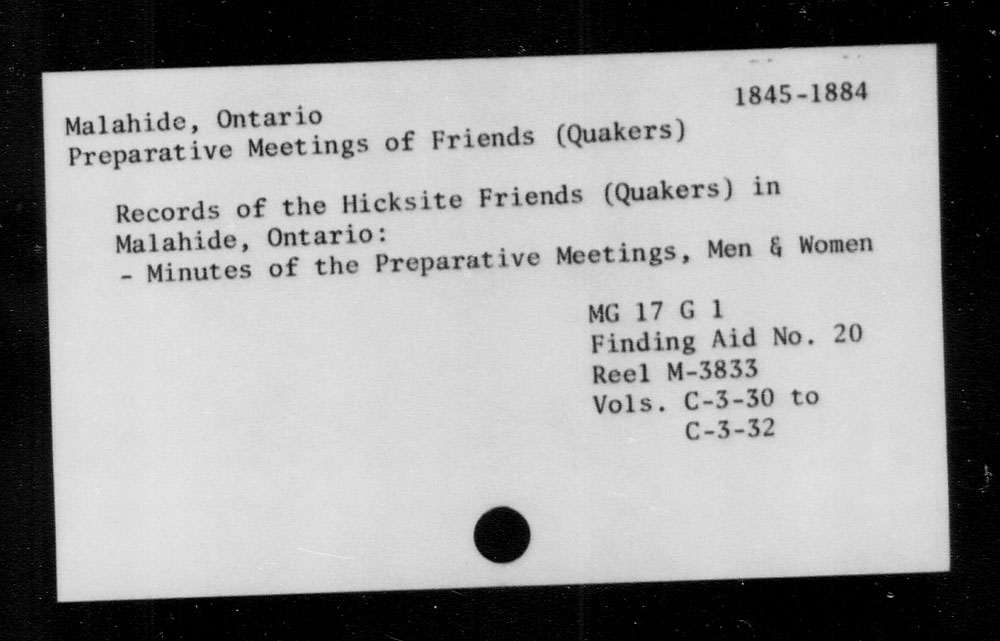 Malahide, Ontario 1845-1884
Preparative Meetings of Friends (Quakers)
Records of the Hicksite Friends (Quakers) in
Malahide, Ontario:
- Minutes of the Preparative Meetings, Men & Women
MG 17 G 1
Finding Aid No. 20
Reel M-3833
Vols. C-3-30 to
C-3-32